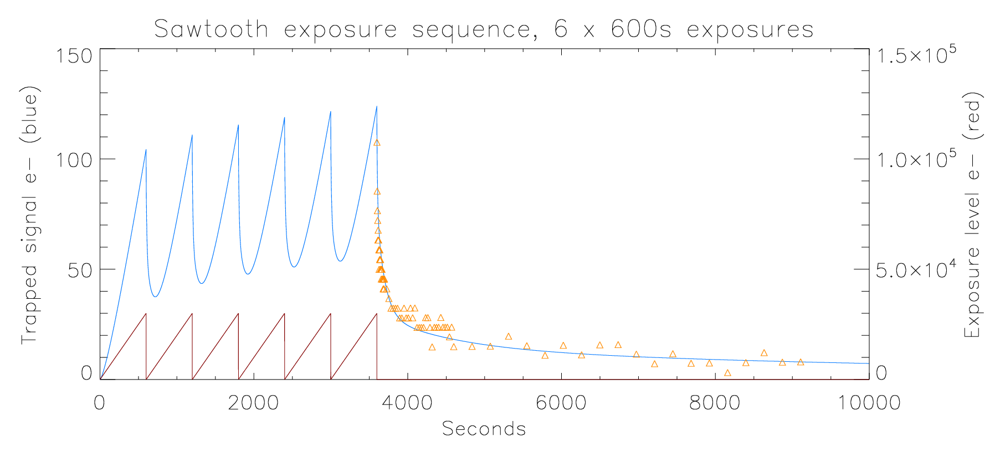 Sawtooth exposure sequence, 6 x 600s exposures
150
100
50
0
Trapped signal e− (blue)
1.5×10⁵
1.0×10⁵
5.0×10⁴
0
Exposure level e− (red)
0 2000 4000 6000 8000 10000
Seconds